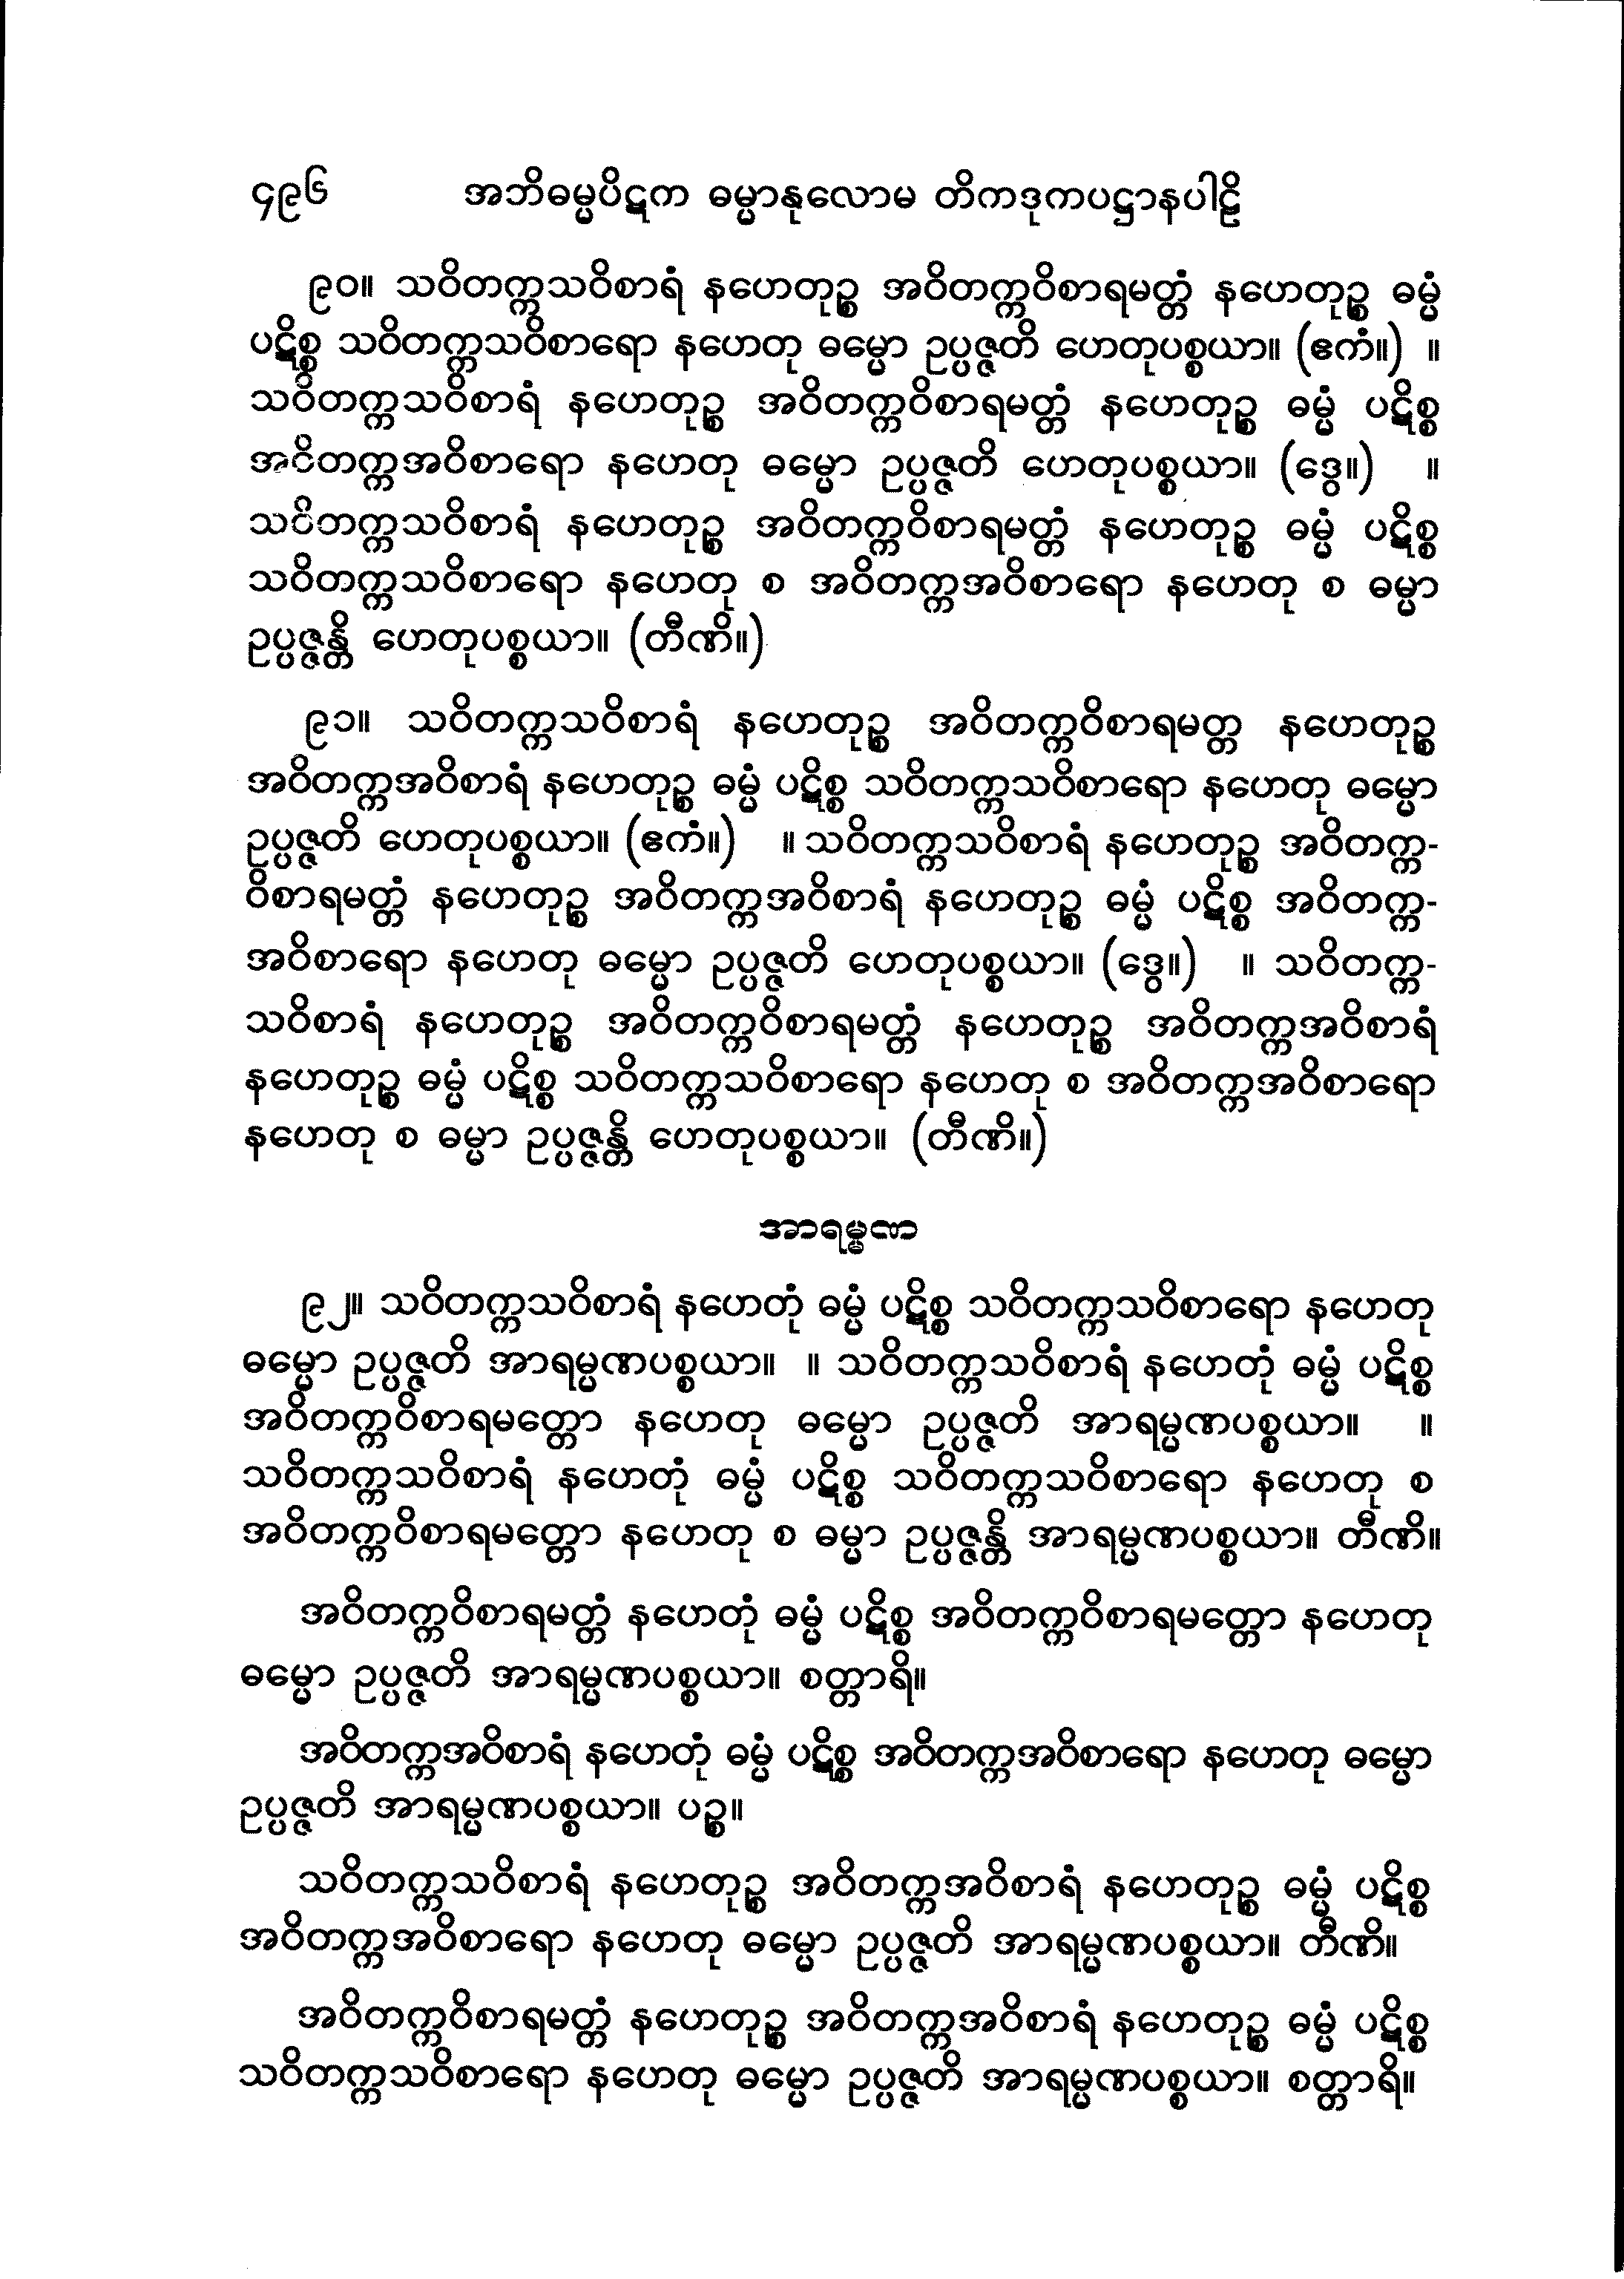 ၄၉၆ အဘိဓမ္မပိဋက ဓမ္မာနုလောမ တိကဒုကပဋ္ဌာနပါဠိ
၉၀။ သဝိတက္ကသဝိစာရံ နဟေတုဉ္စ အဝိတက္ကဝိစာရမတ္တံ နဟေတုဉ္စ ဓမ္မံ
ပဋိစ္စ သဝိတက္ကသဝိစာရော နဟေတု ဓမ္မော ဥပ္ပဇ္ဇတိ ဟေတုပစ္စယာ။ (ဧကံ။) ။
သဝိတက္ကသဝိစာရံ နဟေတုဉ္စ အဝိတက္ကဝိစာရမတ္တံ နဟေတုဉ္စ ဓမ္မံ ပဋိစ္စ
အဝိတက္ကအဝိစာရော နဟေတု ဓမ္မော ဥပ္ပဇ္ဇတိ ဟေတုပစ္စယာ။ (ဒွေ။) ။
သဝိတက္ကသဝိစာရံ နဟေတုဉ္စ အဝိတက္ကဝိစာရမတ္တံ နဟေတုဉ္စ ဓမ္မံ ပဋိစ္စ
သဝိတက္ကသဝိစာရော နဟေတု စ အဝိတက္ကအဝိစာရော နဟေတု စ ဓမ္မာ
ဥပ္ပဇ္ဇန္တိ ဟေတုပစ္စယာ။ (တီဏိ။)
၉၁။ သဝိတက္ကသဝိစာရံ နဟေတုဉ္စ အဝိတက္ကဝိစာရမတ္တ နဟေတုဉ္စ
အဝိတက္ကအဝိစာရံ နဟေတုဉ္စ ဓမ္မံ ပဋိစ္စ သဝိတက္ကသဝိစာရော နဟေတု ဓမ္မော
ဥပ္ပဇ္ဇတိ ဟေတုပစ္စယာ။ (ဧကံ။) ။ သဝိတက္ကသဝိစာရံ နဟေတုဉ္စ အဝိတက္က-
ဝိစာရမတ္တံ နဟေတုဉ္စ အဝိတက္ကအဝိစာရံ နဟေတုဉ္စ ဓမ္မံ ပဋိစ္စ အဝိတက္က-
အဝိစာရော နဟေတု ဓမ္မော ဥပ္ပဇ္ဇတိ ဟေတုပစ္စယာ။ (ဒွေ။) ။ သဝိတက္က-
သဝိစာရံ နဟေတုဉ္စ အဝိတက္ကဝိစာရမတ္တံ နဟေတုဉ္စ အဝိတက္ကအဝိစာရံ
နဟေတုဉ္စ ဓမ္မံ ပဋိစ္စ သဝိတက္ကသဝိစာရော နဟေတု စ အဝိတက္ကအဝိစာရော
နဟေတု စ ဓမ္မာ ဥပ္ပဇ္ဇန္တိ ဟေတုပစ္စယာ။ (တီဏိ။)
အာရမ္မဏ
၉၂။ သဝိတက္ကသဝိစာရံ နဟေတုံ ဓမ္မံ ပဋိစ္စ သဝိတက္ကသဝိစာရော နဟေတု
ဓမ္မော ဥပ္ပဇ္ဇတိ အာရမ္မဏပစ္စယာ။ ။ သဝိတက္ကသဝိစာရံ နဟေတုံ ဓမ္မံ ပဋိစ္စ
အဝိတက္ကဝိစာရမတ္တော နဟေတု ဓမ္မော ဥပ္ပဇ္ဇတိ အာရမ္မဏပစ္စယာ။ ။
သဝိတက္ကသဝိစာရံ နဟေတုံ ဓမ္မံ ပဋိစ္စ သဝိတက္ကသဝိစာရော နဟေတု စ
အဝိတက္ကဝိစာရမတ္တော နဟေတု စ ဓမ္မာ ဥပ္ပဇ္ဇန္တိ အာရမ္မဏပစ္စယာ။ တီဏိ။
အဝိတက္ကဝိစာရမတ္တံ နဟေတုံ ဓမ္မံ ပဋိစ္စ အဝိတက္ကဝိစာရမတ္တော နဟေတု
ဓမ္မော ဥပ္ပဇ္ဇတိ အာရမ္မဏပစ္စယာ။ စတ္တာရိ။
အဝိတက္ကအဝိစာရံ နဟေတုံ ဓမ္မံ ပဋိစ္စ အဝိတက္ကအဝိစာရော နဟေတု ဓမ္မော
ဥပ္ပဇ္ဇတိ အာရမ္မဏပစ္စယာ။ ပဉ္စ။
သဝိတက္ကသဝိစာရံ နဟေတုဉ္စ အဝိတက္ကအဝိစာရံ နဟေတုဉ္စ ဓမ္မံ ပဋိစ္စ
အဝိတက္ကအဝိစာရော နဟေတု ဓမ္မော ဥပ္ပဇ္ဇတိ အာရမ္မဏပစ္စယာ။ တီဏိ။
အဝိတက္ကဝိစာရမတ္တံ နဟေတုဉ္စ အဝိတက္ကအဝိစာရံ နဟေတုဉ္စ ဓမ္မံ ပဋိစ္စ
သဝိတက္ကသဝိစာရော နဟေတု ဓမ္မော ဥပ္ပဇ္ဇတိ အာရမ္မဏပစ္စယာ။ စတ္တာရိ။